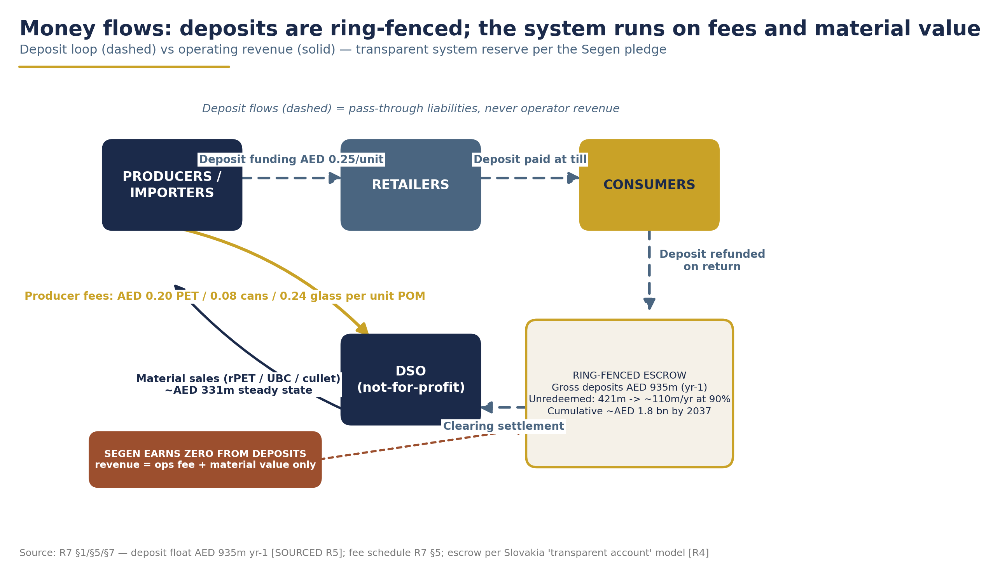 Money flows: deposits are ring-fenced; the system runs on fees and material value
Deposit loop (dashed) vs operating revenue (solid) — transparent system reserve per the Segen pledge
Deposit flows (dashed) = pass-through liabilities, never operator revenue
Deposit funding AED 0.25/unit
Deposit paid at till
PRODUCERS /
IMPORTERS
RETAILERS
CONSUMERS
Deposit refunded
on return
Producer fees: AED 0.20 PET / 0.08 cans / 0.24 glass per unit POM
Material sales (rPET / UBC / cullet)
~AED 331m steady state
DSO
(not-for-profit)
RING-FENCED ESCROW
Gross deposits AED 935m (yr-1)
Unredeemed: 421m -> ~110m/yr at 90%
Cumulative ~AED 1.8 bn by 2037
Clearing settlement
SEGEN EARNS ZERO FROM DEPOSITS
revenue = ops fee + material value only
Source: R7 §1/§5/§7 — deposit float AED 935m yr-1 [SOURCED R5]; fee schedule R7 §5; escrow per Slovakia 'transparent account' model [R4]